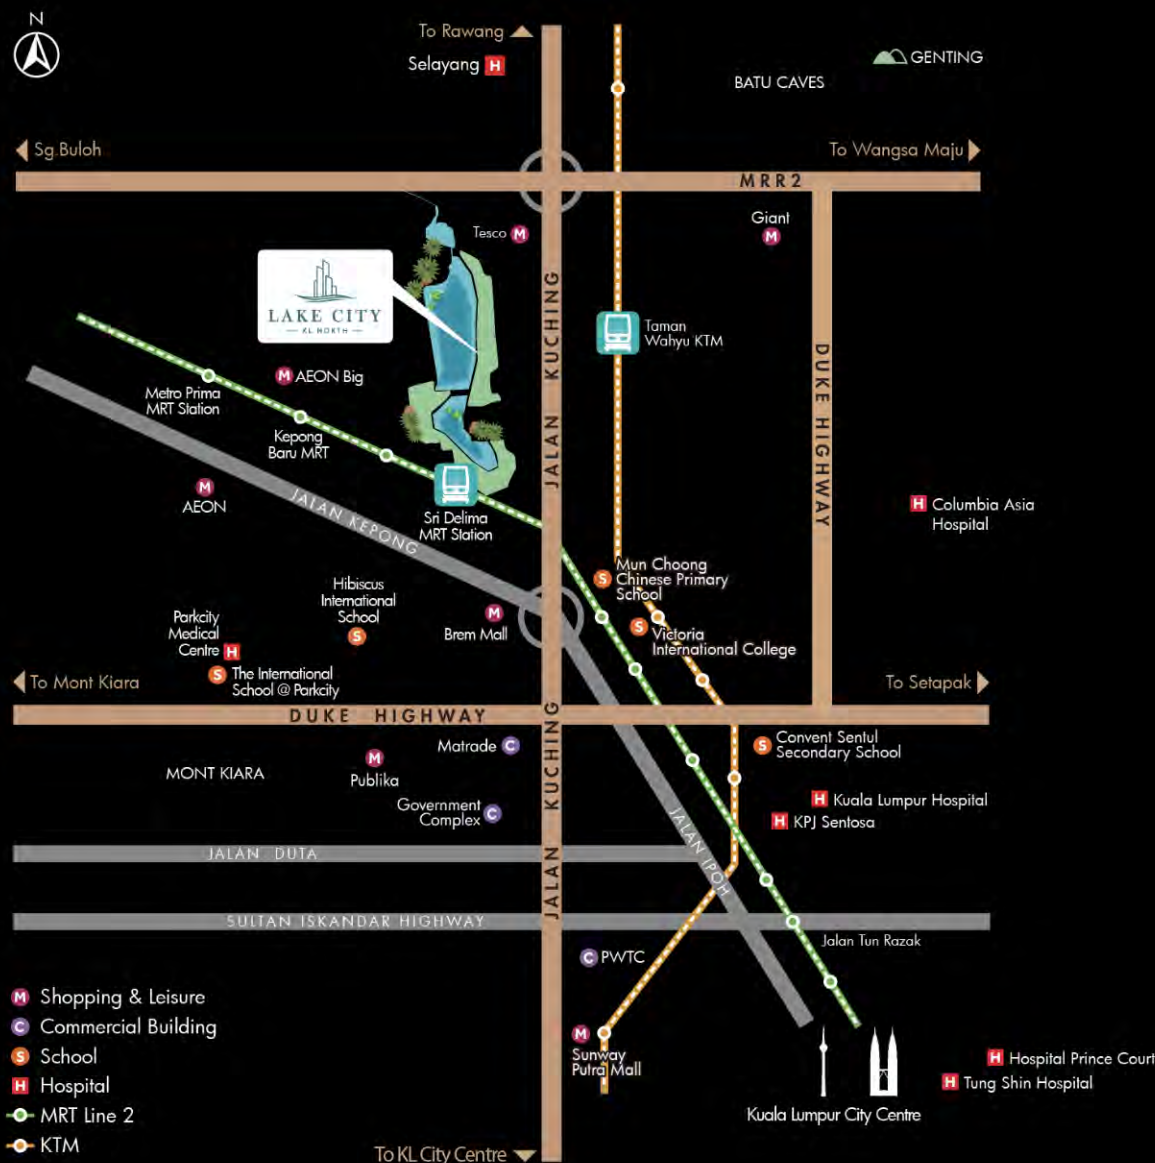 N
To Rawang
Selayang H
GENTING
BATU CAVES
Sg.Buloh
To Wangsa Maju
MRR2
Giant
M
Tesco M
LAKE CITY
KL NORTH
JALAN KUCHING
Taman
Wahyu KTM
DUKE HIGHWAY
M AEON Big
Metro Prima
MRT Station
Kepong
Baru MRT
M
AEON
JALAN KEPONG
Sri Delima
MRT Station
H Columbia Asia
Hospital
Mun Choong
S Chinese Primary
School
Hibiscus
International
School
S
M
Brem Mall
S Victoria
International College
Parkcity
Medical
Centre H
S The International
School @ Parkcity
To Mont Kiara
To Setapak
DUKE HIGHWAY
JALAN KUCHING
Matrade C
S Convent Sentul
Secondary School
MONT KIARA
M
Publika
Government
Complex C
H Kuala Lumpur Hospital
H KPJ Sentosa
JALAN IPOH
JALAN DUTA
JALAN
SULTAN ISKANDAR HIGHWAY
Jalan Tun Razak
C PWTC
M Shopping & Leisure
C Commercial Building
S School
H Hospital
MRT Line 2
KTM
M
Sunway
Putra Mall
H Hospital Prince Court
H Tung Shin Hospital
Kuala Lumpur City Centre
To KL City Centre